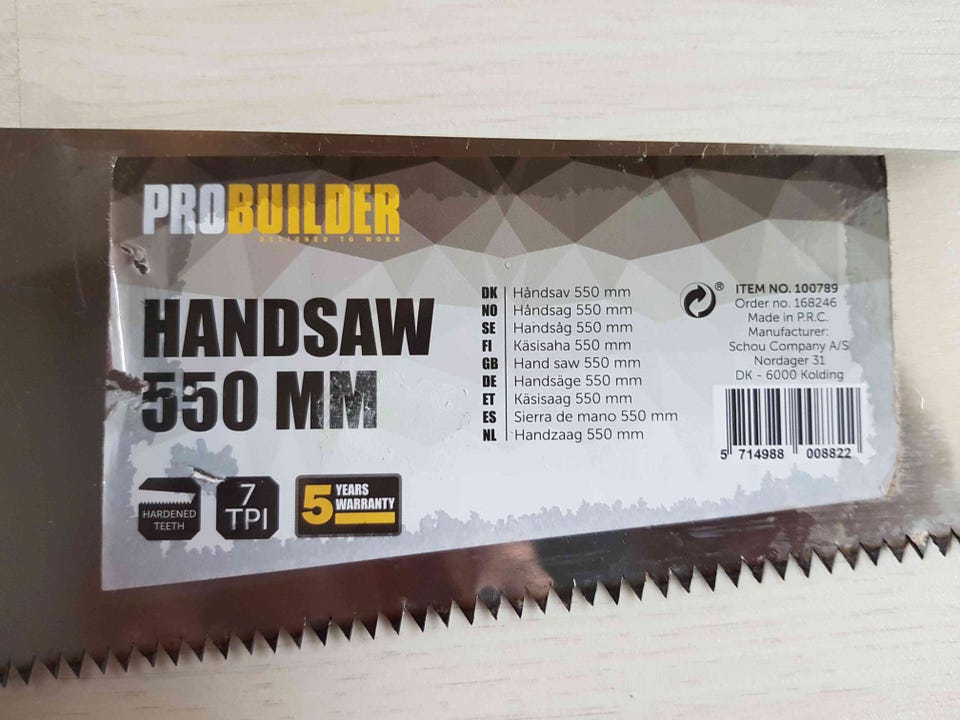 PROBUILDER
DESIGNED TO WORK
HANDSAW
550 MM
HARDENED
TEETH
7
TPI
5 YEARS
WARRANTY
DK Håndsav 550 mm
NO Håndsag 550 mm
SE Handsåg 550 mm
FI Käsisaha 550 mm
GB Hand saw 550 mm
DE Handsäge 550 mm
ET Käsisaag 550 mm
ES Sierra de mano 550 mm
NL Handzaag 550 mm
®
ITEM NO. 100789
Order no. 168246
Made in P.R.C.
Manufacturer:
Schou Company A/S
Nordager 31
DK - 6000 Kolding
5 714988 008822